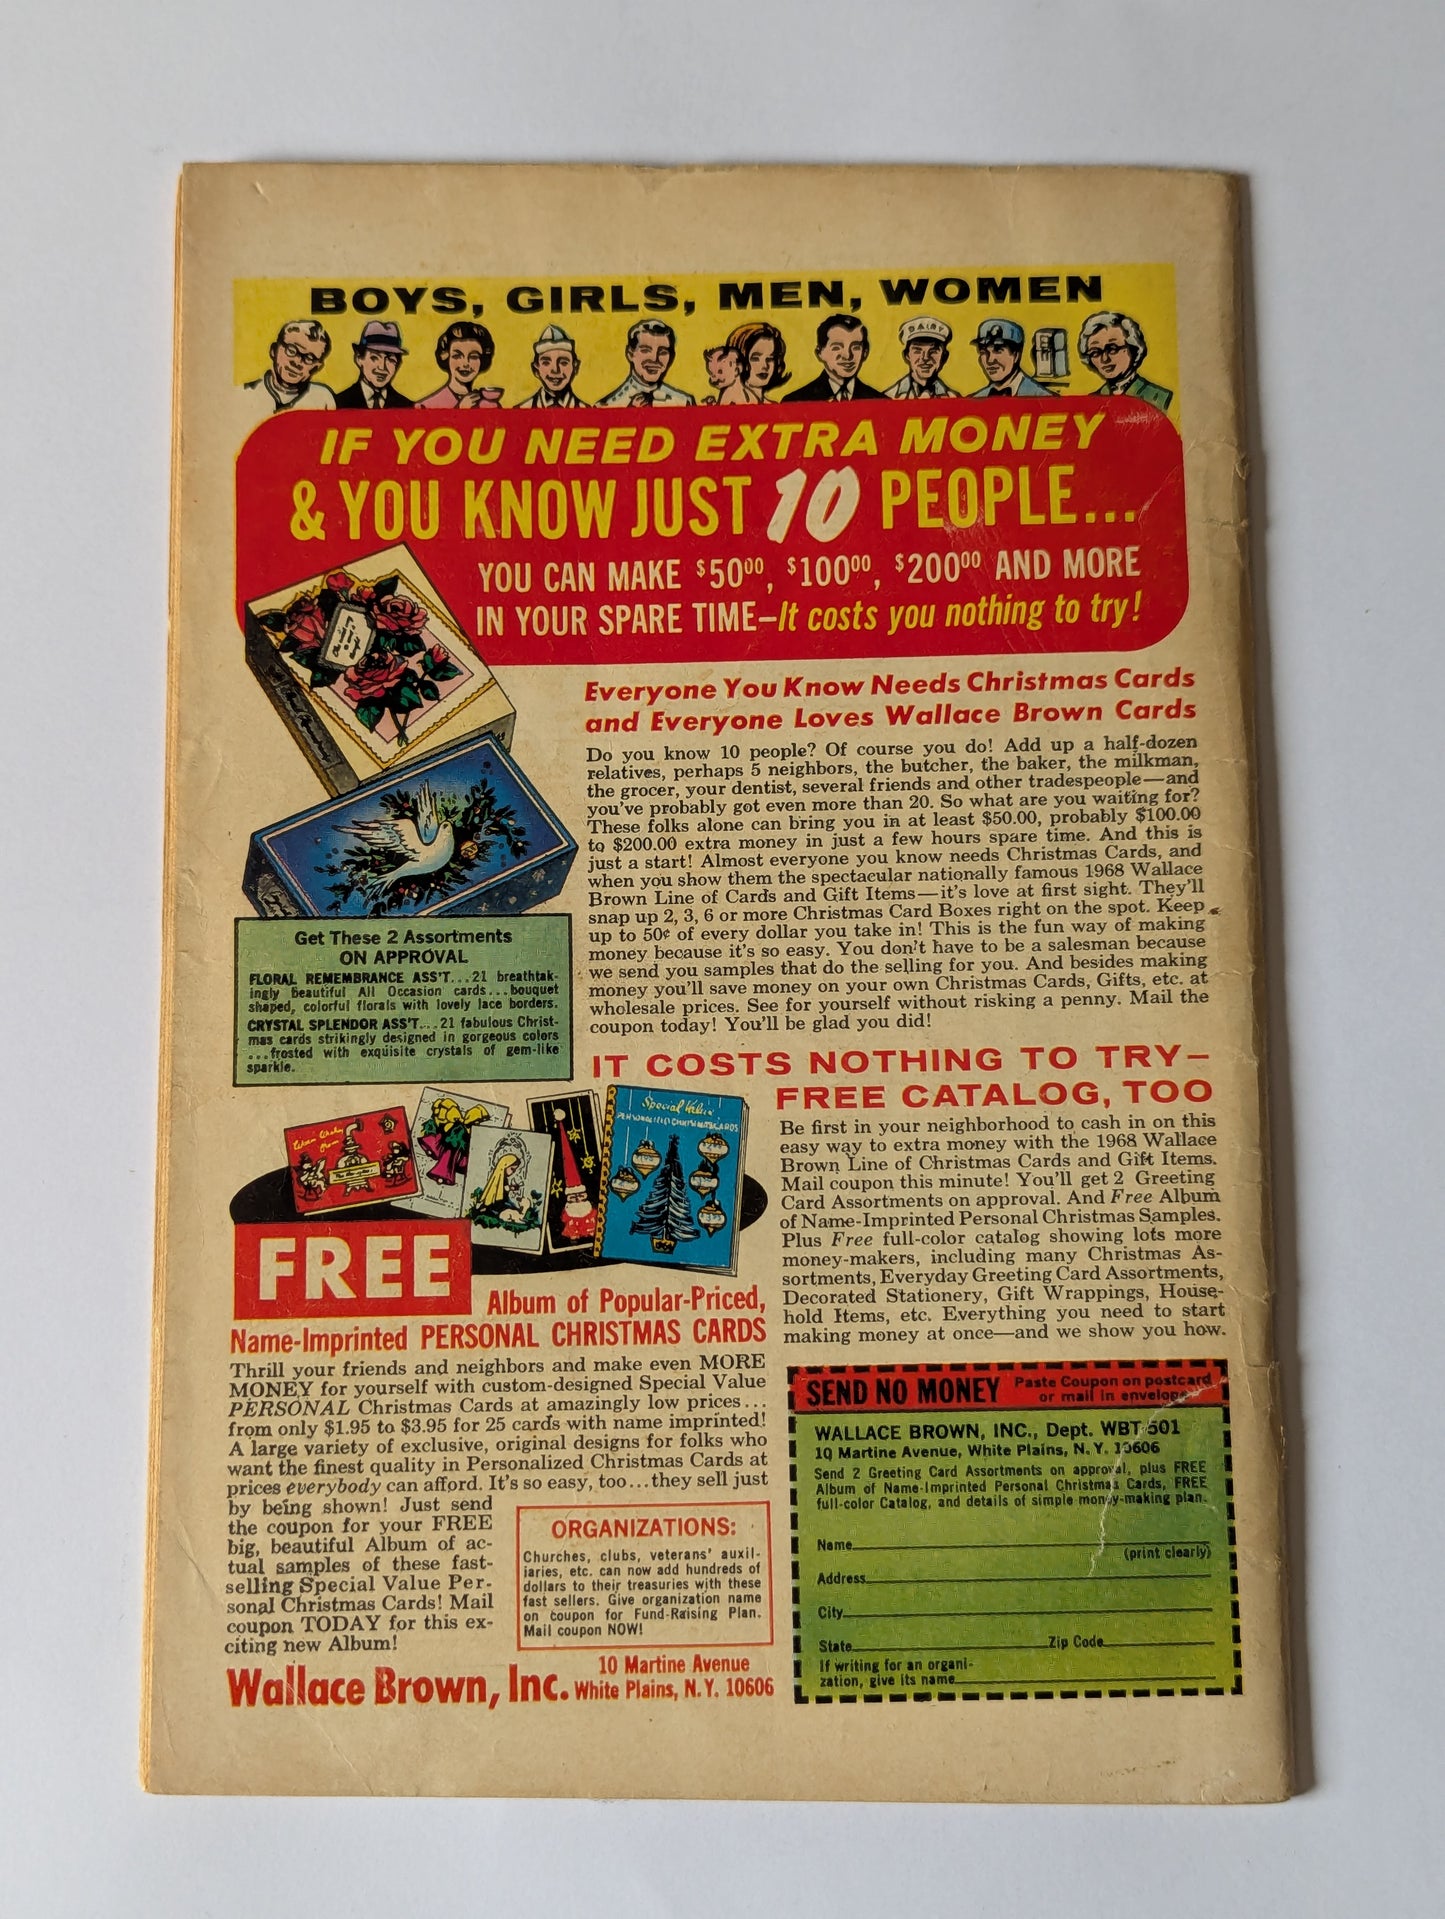 BOYS, GIRLS, MEN, WOMEN
DAIRY
IF YOU NEED EXTRA MONEY
& YOU KNOW JUST 10 PEOPLE...
YOU CAN MAKE $50⁰⁰, $100⁰⁰, $200⁰⁰ AND MORE
IN YOUR SPARE TIME—It costs you nothing to try!
Everyone You Know Needs Christmas Cards
and Everyone Loves Wallace Brown Cards
Do you know 10 people? Of course you do! Add up a half-dozen
relatives, perhaps 5 neighbors, the butcher, the baker, the milkman,
the grocer, your dentist, several friends and other tradespeople—and
you've probably got even more than 20. So what are you waiting for?
These folks alone can bring you in at least $50.00, probably $100.00
to $200.00 extra money in just a few hours spare time. And this is
just a start! Almost everyone you know needs Christmas Cards, and
when you show them the spectacular nationally famous 1968 Wallace
Brown Line of Cards and Gift Items—it's love at first sight. They'll
snap up 2, 3, 6 or more Christmas Card Boxes right on the spot. Keep
up to 50¢ of every dollar you take in! This is the fun way of making
money because it's so easy. You don't have to be a salesman because
we send you samples that do the selling for you. And besides making
money you'll save money on your own Christmas Cards, Gifts, etc. at
wholesale prices. See for yourself without risking a penny. Mail the
coupon today! You'll be glad you did!
Get These 2 Assortments
ON APPROVAL
FLORAL REMEMBRANCE ASS'T...21 breathtak-
ingly beautiful All Occasion cards...bouquet
shaped, colorful florals with lovely lace borders.
CRYSTAL SPLENDOR ASS'T...21 fabulous Christ-
mas cards strikingly designed in gorgeous colors
...frosted with exquisite crystals of gem-like
sparkle.
IT COSTS NOTHING TO TRY—
FREE CATALOG, TOO
Be first in your neighborhood to cash in on this
easy way to extra money with the 1968 Wallace
Brown Line of Christmas Cards and Gift Items.
Mail coupon this minute! You'll get 2 Greeting
Card Assortments on approval. And Free Album
of Name-Imprinted Personal Christmas Samples.
Plus Free full-color catalog showing lots more
money-makers, including many Christmas As-
sortments, Everyday Greeting Card Assortments,
Decorated Stationery, Gift Wrappings, House-
hold Items, etc. Everything you need to start
making money at once—and we show you how.
Special Value
PERSONALIZED CHRISTMAS CARDS
FREE
Album of Popular-Priced,
Name-Imprinted PERSONAL CHRISTMAS CARDS
Thrill your friends and neighbors and make even MORE
MONEY for yourself with custom-designed Special Value
PERSONAL Christmas Cards at amazingly low prices...
from only $1.95 to $3.95 for 25 cards with name imprinted!
A large variety of exclusive, original designs for folks who
want the finest quality in Personalized Christmas Cards at
prices everybody can afford. It's so easy, too...they sell just
by being shown! Just send
the coupon for your FREE
big, beautiful Album of ac-
tual samples of these fast-
selling Special Value Per-
sonal Christmas Cards! Mail
coupon TODAY for this ex-
citing new Album!
ORGANIZATIONS:
Churches, clubs, veterans' auxil-
iaries, etc. can now add hundreds of
dollars to their treasuries with these
fast sellers. Give organization name
on coupon for Fund-Raising Plan.
Mail coupon NOW!
Wallace Brown, Inc. 10 Martine Avenue
White Plains, N.Y. 10606
SEND NO MONEY Paste Coupon on postcard
or mail in envelope
WALLACE BROWN, INC., Dept. WBT-501
10 Martine Avenue, White Plains, N.Y. 10606
Send 2 Greeting Card Assortments on approval, plus FREE
Album of Name-Imprinted Personal Christmas Cards, FREE
full-color Catalog, and details of simple money-making plan.
Name
(print clearly)
Address
City
State Zip Code
If writing for an organi-
zation, give its name